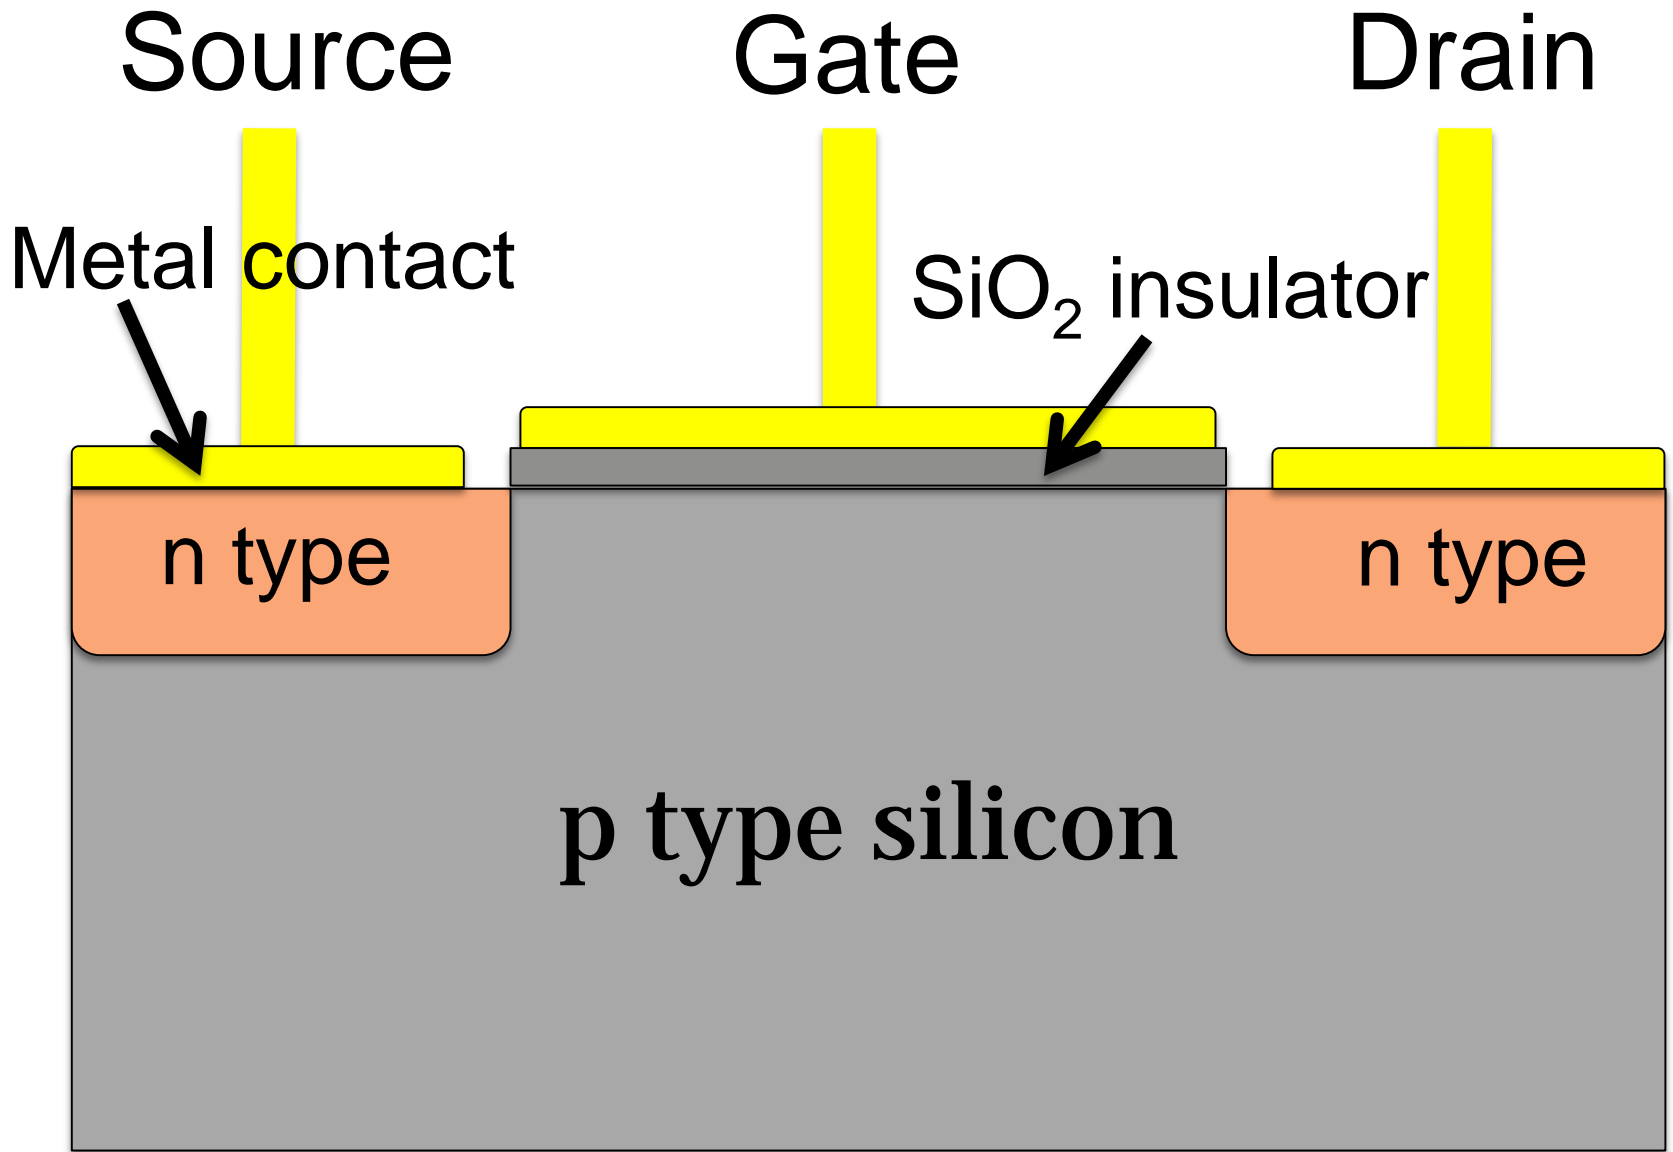 Source
Gate
Drain
Metal contact
SiO₂ insulator
n type
n type
p type silicon